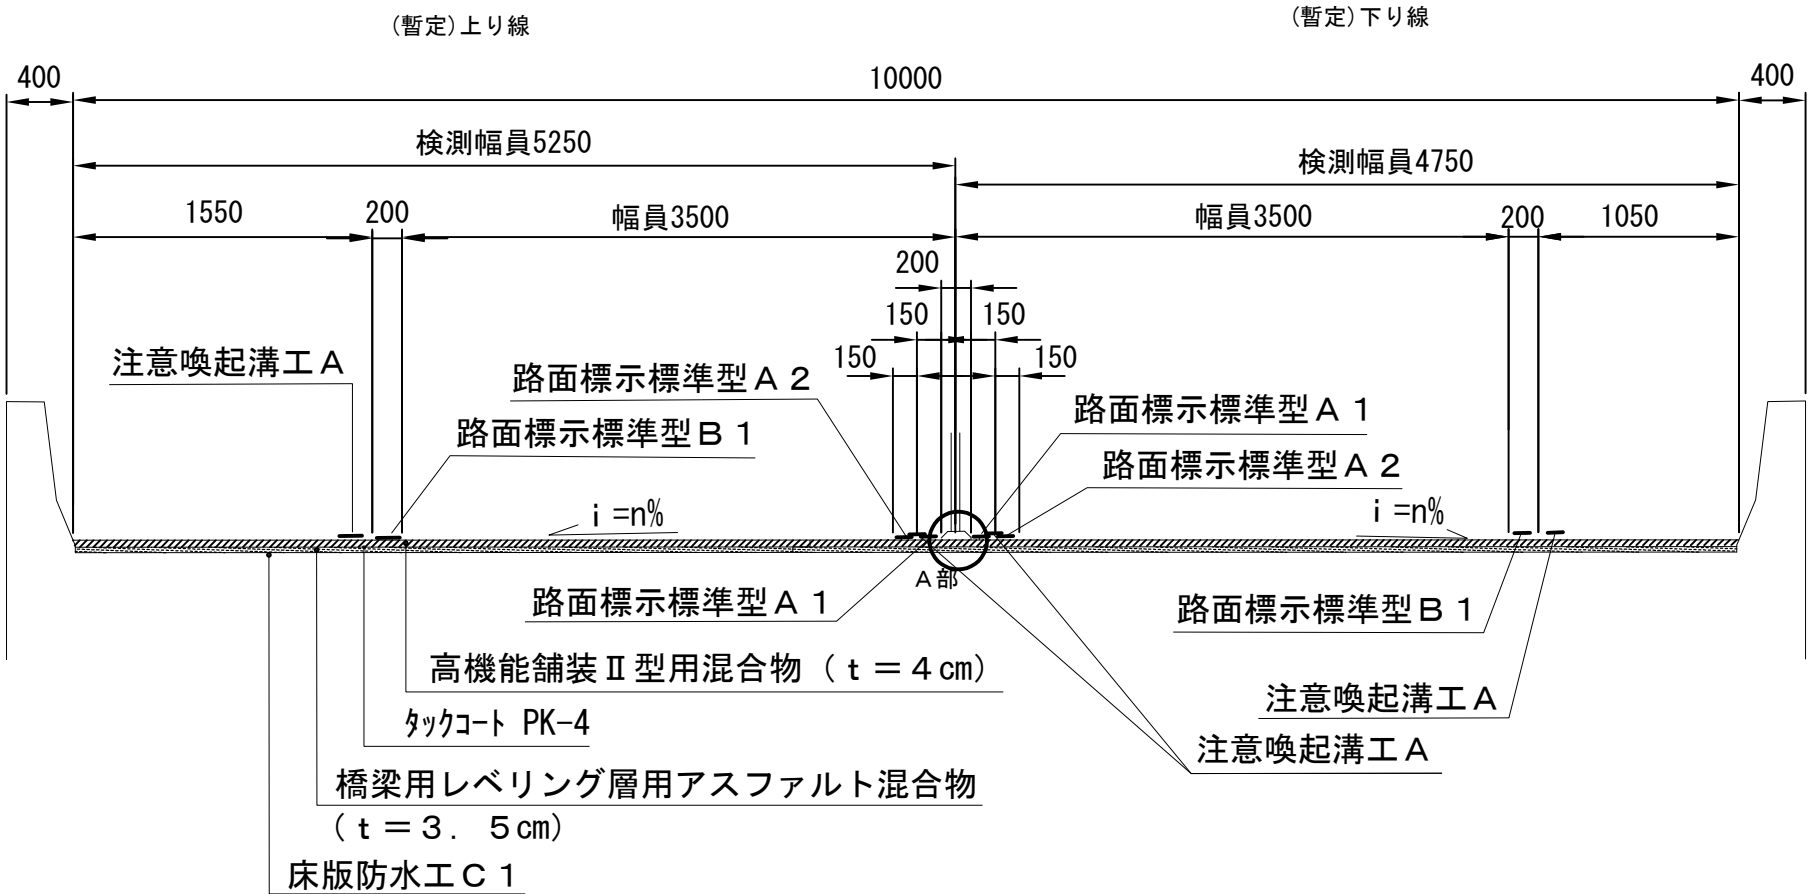 (暫定)上り線
(暫定)下り線
400
10000
400
検測幅員5250
検測幅員4750
1550
200
幅員3500
幅員3500
200
1050
200
150
150
150
150
注意喚起溝工A
路面標示標準型A2
路面標示標準型A1
路面標示標準型B1
路面標示標準型A2
i=n%
i=n%
A部
路面標示標準型A1
路面標示標準型B1
高機能舗装Ⅱ型用混合物(t=4cm)
注意喚起溝工A
タックコート PK-4
注意喚起溝工A
橋梁用レベリング層用アスファルト混合物
(t=3.5cm)
床版防水工C1